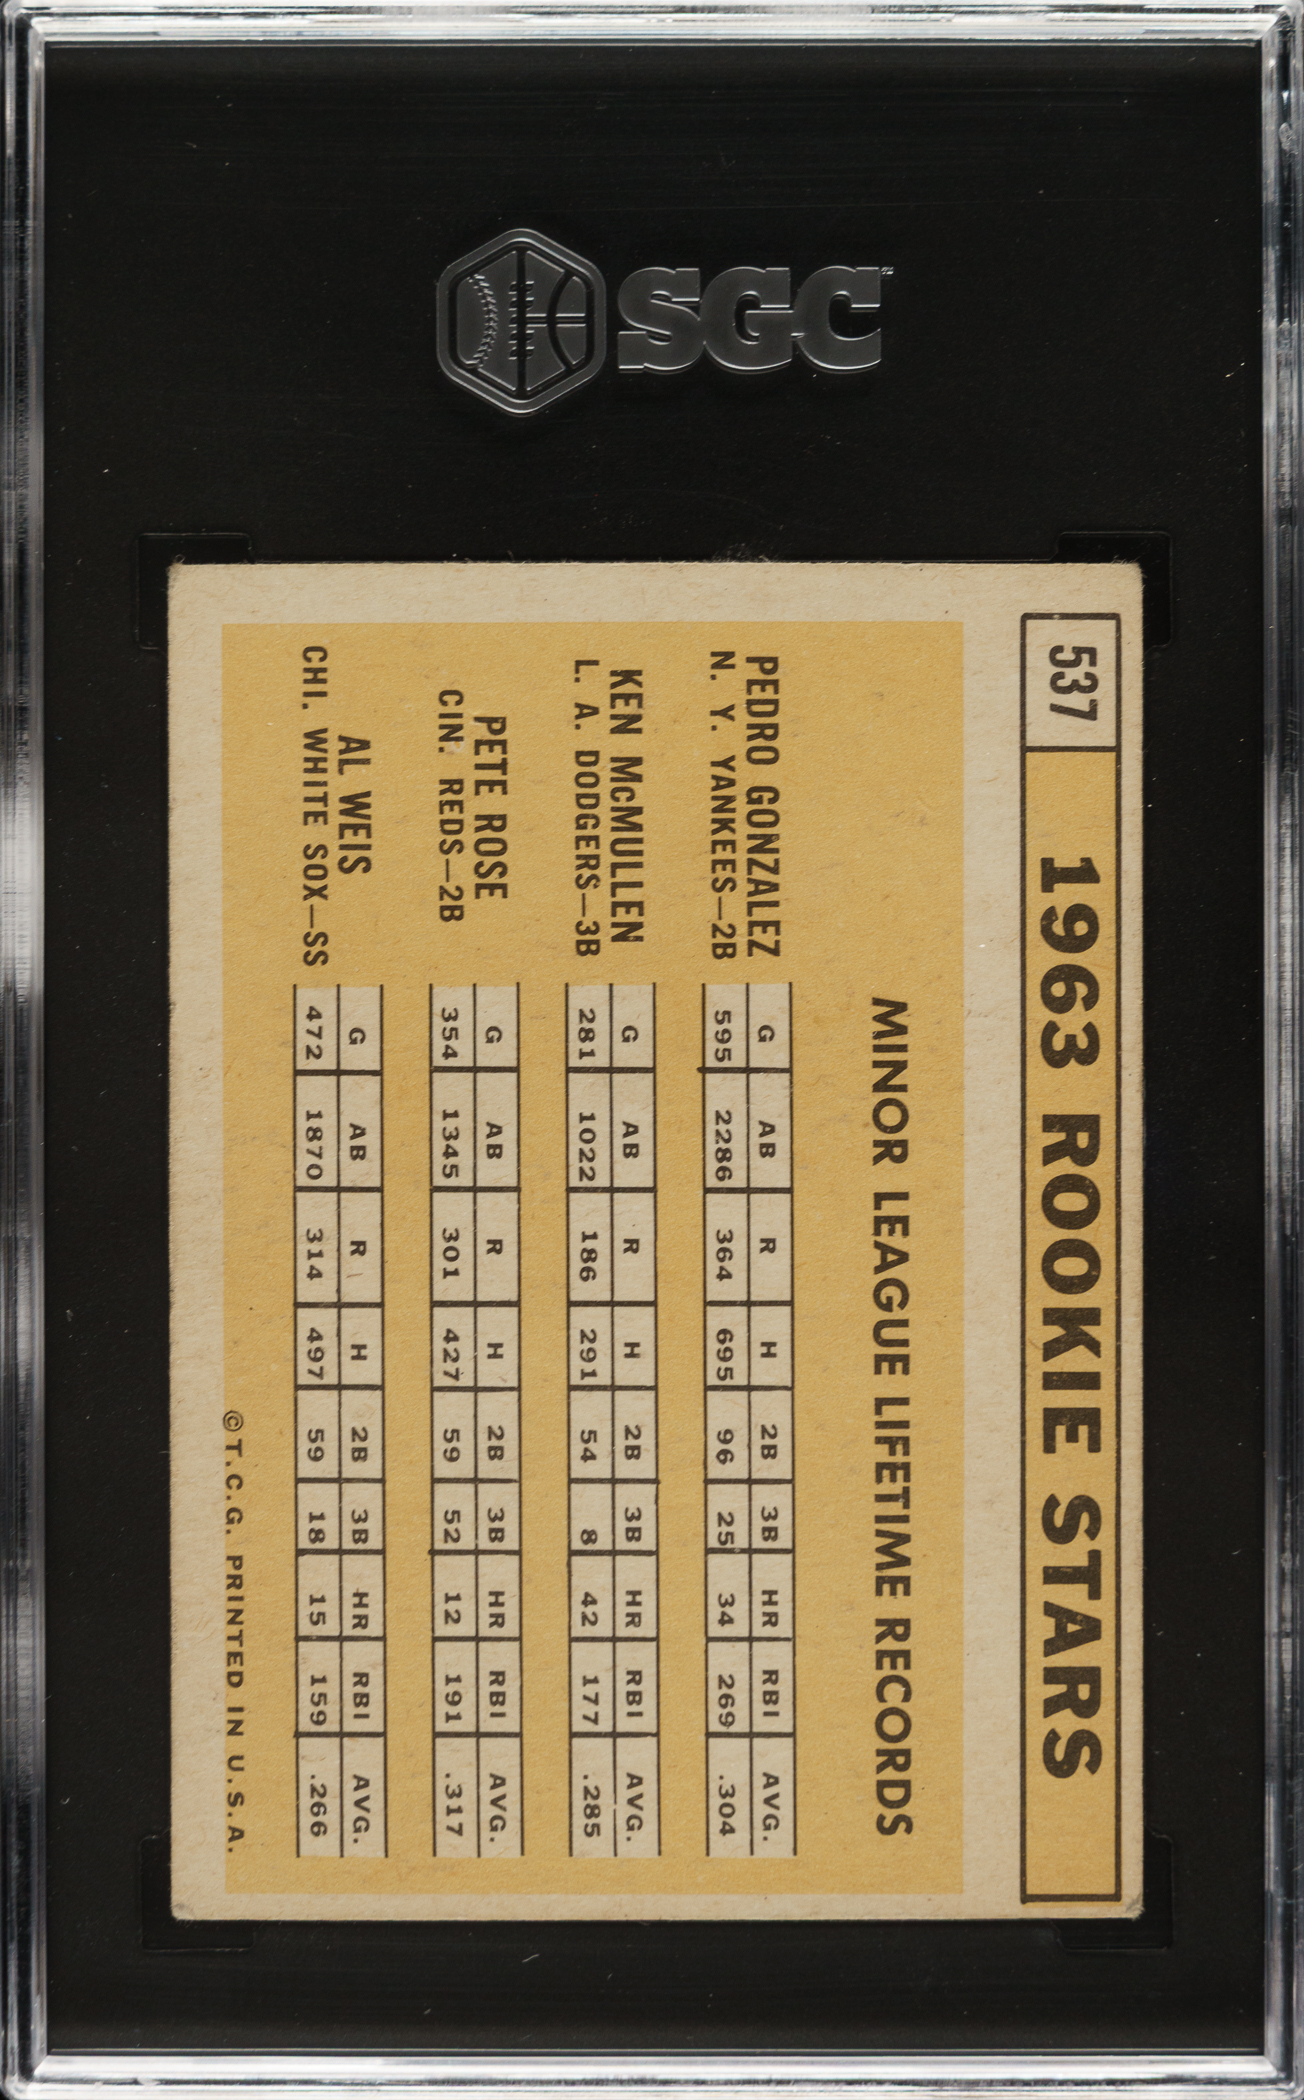 SGC
537 1963 ROOKIE STARS
MINOR LEAGUE LIFETIME RECORDS
PEDRO GONZALEZ G AB R H 2B 3B HR RBI AVG.
N. Y. YANKEES—2B 595 2286 364 695 96 25 34 269 .304
KEN McMULLEN G AB R H 2B 3B HR RBI AVG.
L. A. DODGERS—3B 281 1022 186 291 54 8 42 177 .285
PETE ROSE G AB R H 2B 3B HR RBI AVG.
CIN. REDS—2B 354 1345 301 427 59 52 12 191 .317
AL WEIS G AB R H 2B 3B HR RBI AVG.
CHI. WHITE SOX—SS 472 1870 314 497 59 18 15 159 .266
©T.C.G. PRINTED IN U.S.A.